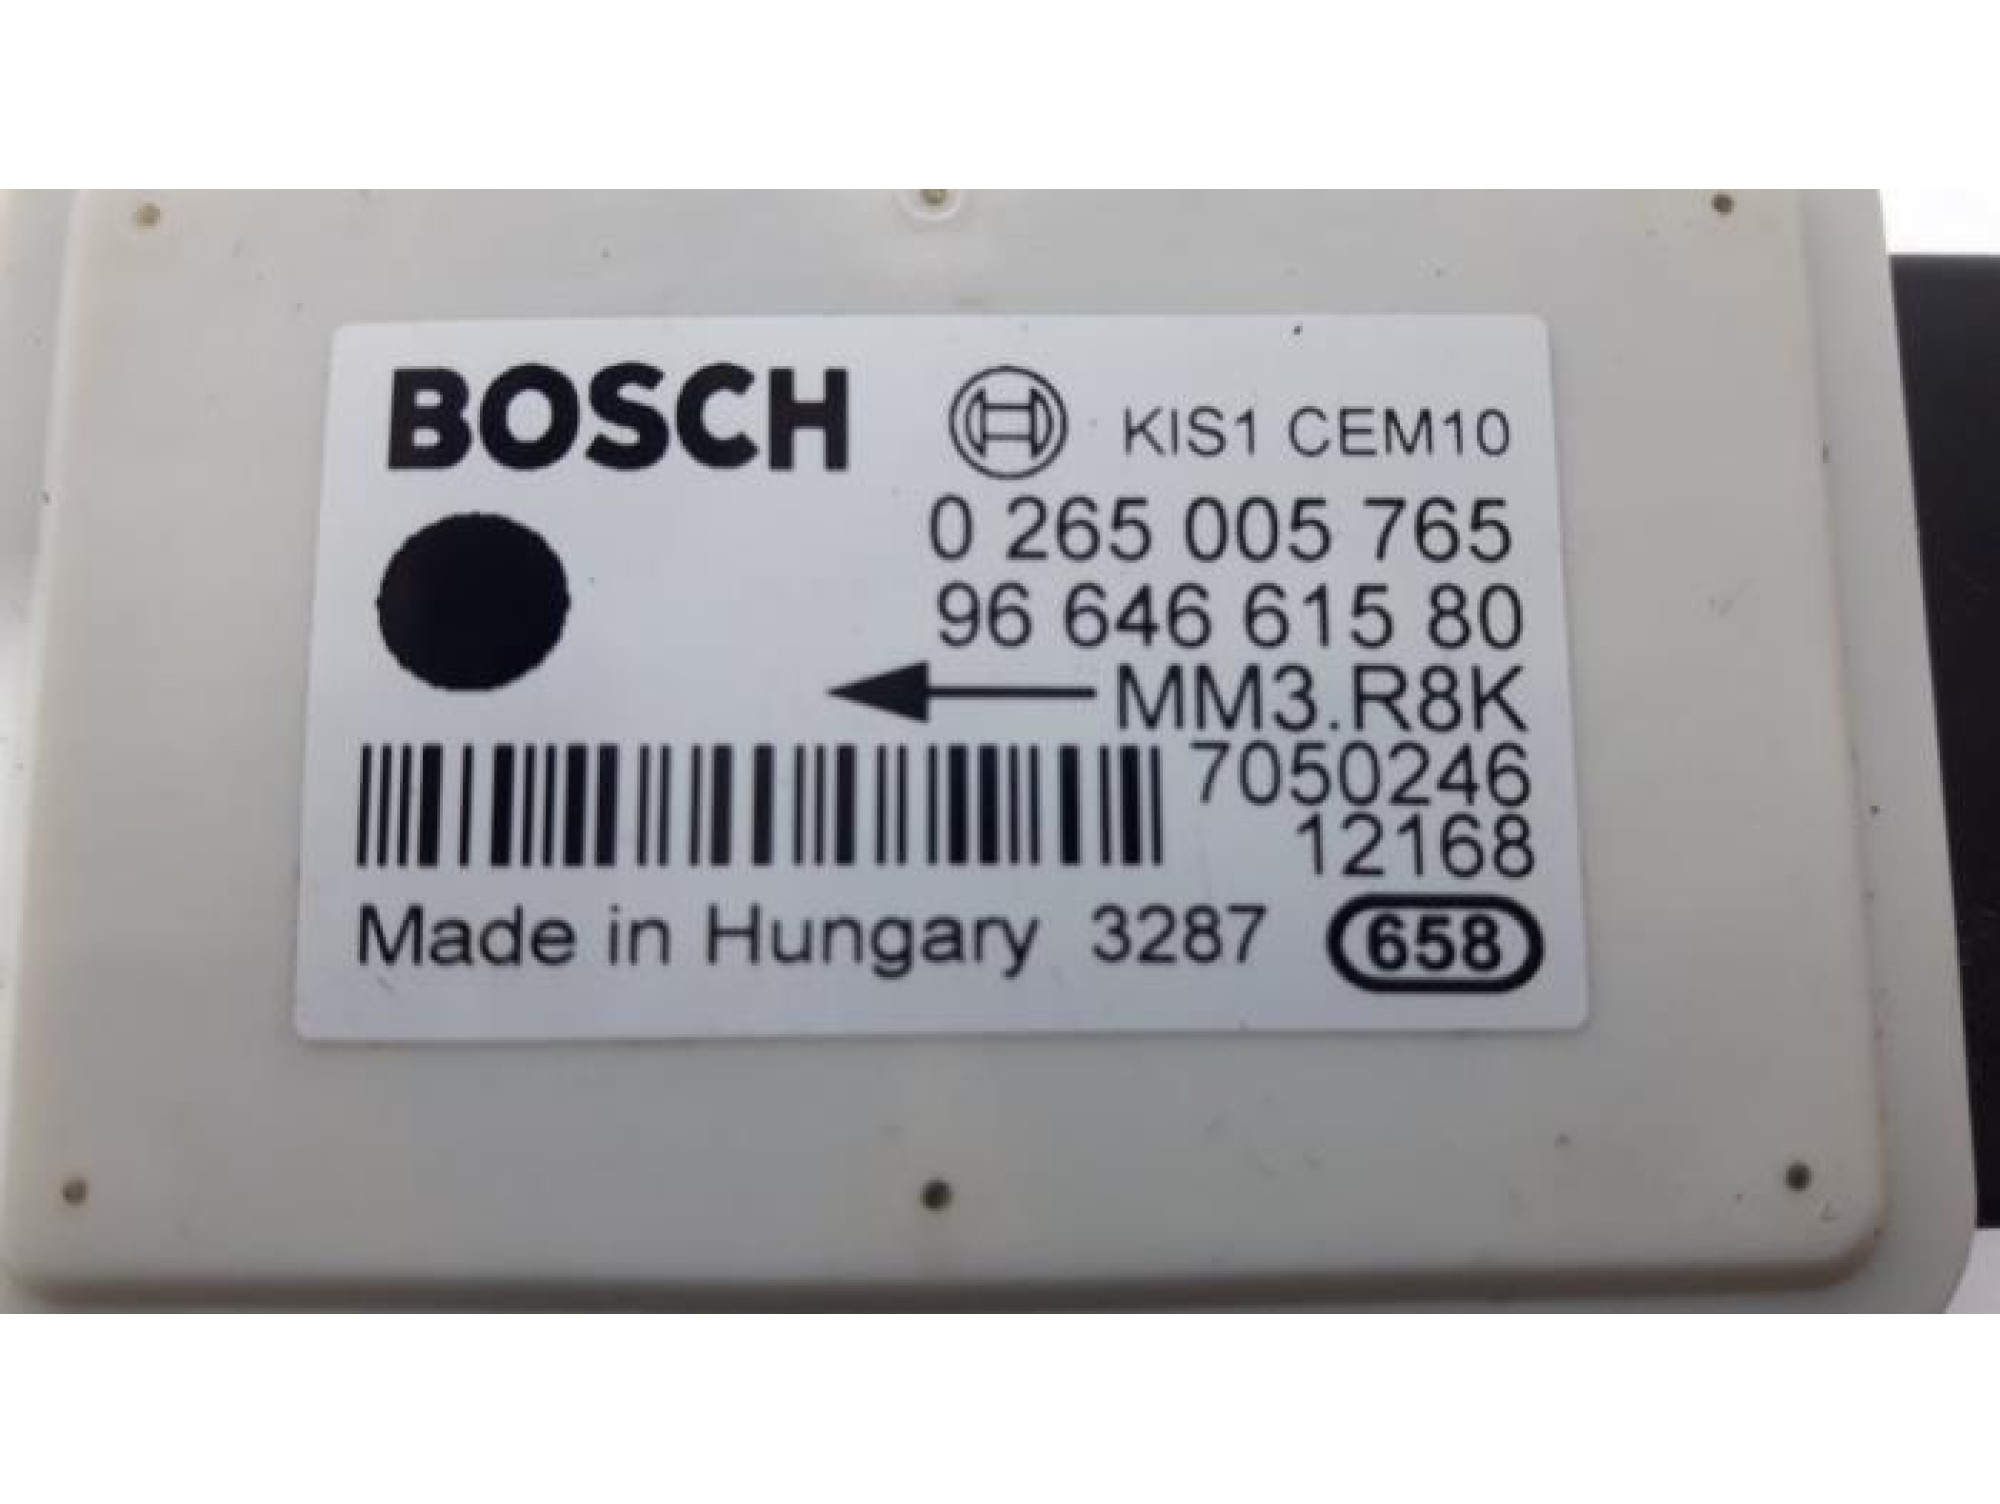 BOSCH KIS1 CEM10
0 265 005 765
96 646 615 80
MM3.R8K
7050246
12168
Made in Hungary 3287 658